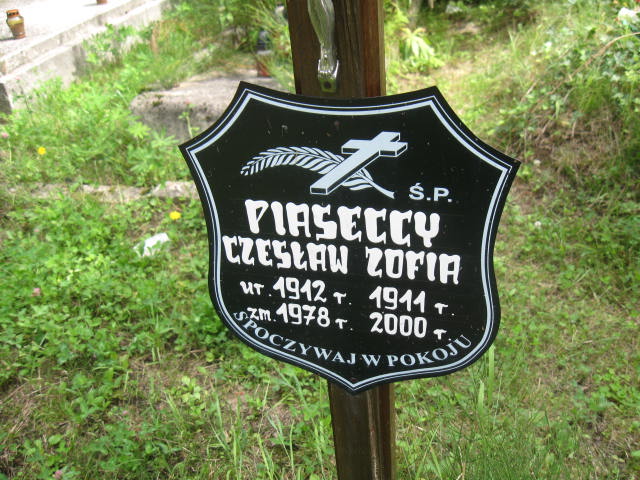 Ś.P.
PIASECCY
CZESŁAW ZOFIA
ur. 1912 r. 1911 r.
zm. 1978 r. 2000 r.
SPOCZYWAJ W POKOJU